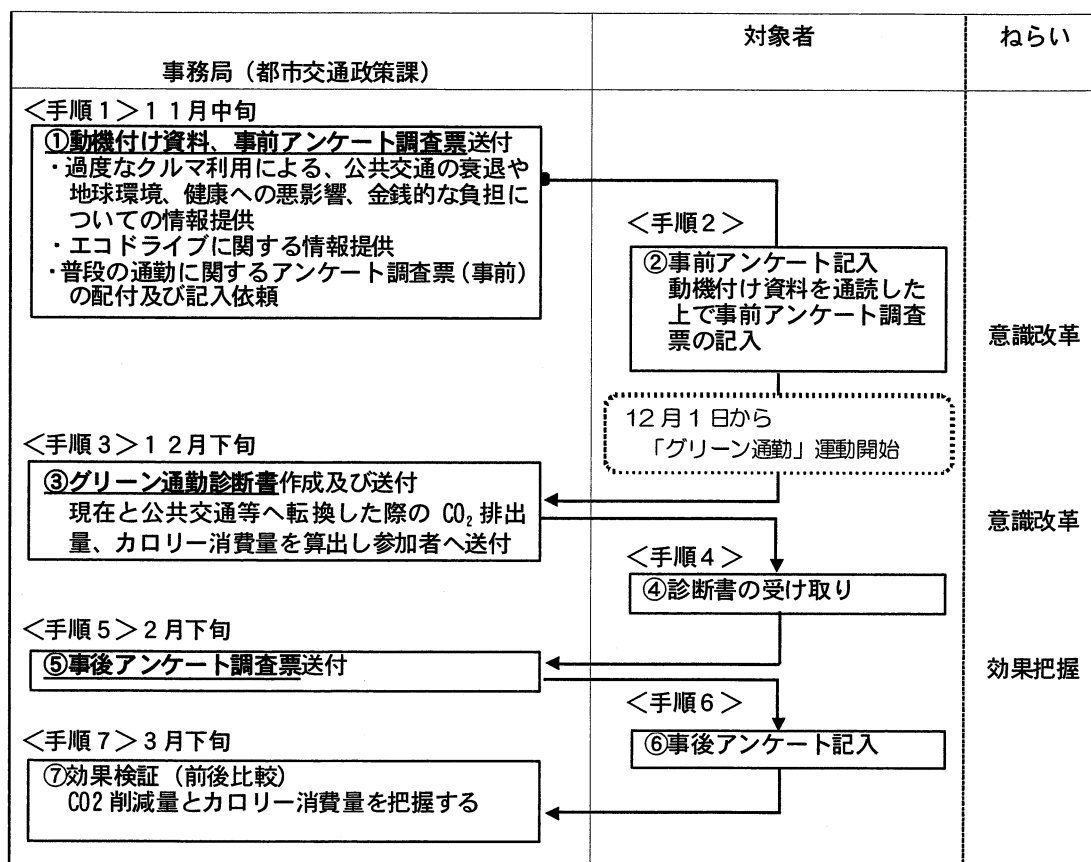 対象者
ねらい
事務局（都市交通政策課）
＜手順１＞１１月中旬
①動機付け資料、事前アンケート調査票送付
・過度なクルマ利用による、公共交通の衰退や
地球環境、健康への悪影響、金銭的な負担に
ついての情報提供
・エコドライブに関する情報提供
・普段の通勤に関するアンケート調査票（事前）
の配付及び記入依頼
＜手順２＞
②事前アンケート記入
動機付け資料を通読した
上で事前アンケート調査
票の記入
意識改革
12月１日から
「グリーン通勤」運動開始
＜手順３＞１２月下旬
③グリーン通勤診断書作成及び送付
現在と公共交通等へ転換した際の CO₂ 排出
量、カロリー消費量を算出し参加者へ送付
意識改革
＜手順４＞
④診断書の受け取り
＜手順５＞２月下旬
⑤事後アンケート調査票送付
効果把握
＜手順６＞
⑥事後アンケート記入
＜手順７＞３月下旬
⑦効果検証（前後比較）
CO2 削減量とカロリー消費量を把握する